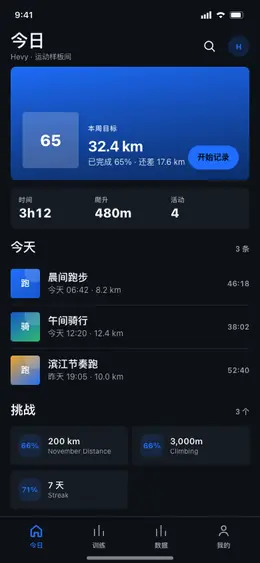 9:41
今日
Hevy · 运动样板间
H
65
本周目标
32.4 km
已完成 65% · 还差 17.6 km
开始记录
时间
3h12
爬升
480m
活动
4
今天
3 条
跑
晨间跑步
今天 06:42 · 8.2 km
46:18
骑
午间骑行
今天 12:20 · 12.4 km
38:02
跑
滨江节奏跑
昨天 19:05 · 10.0 km
52:40
挑战
3 个
66%
200 km
November Distance
66%
3,000m
Climbing
71%
7 天
Streak
今日
训练
数据
我的